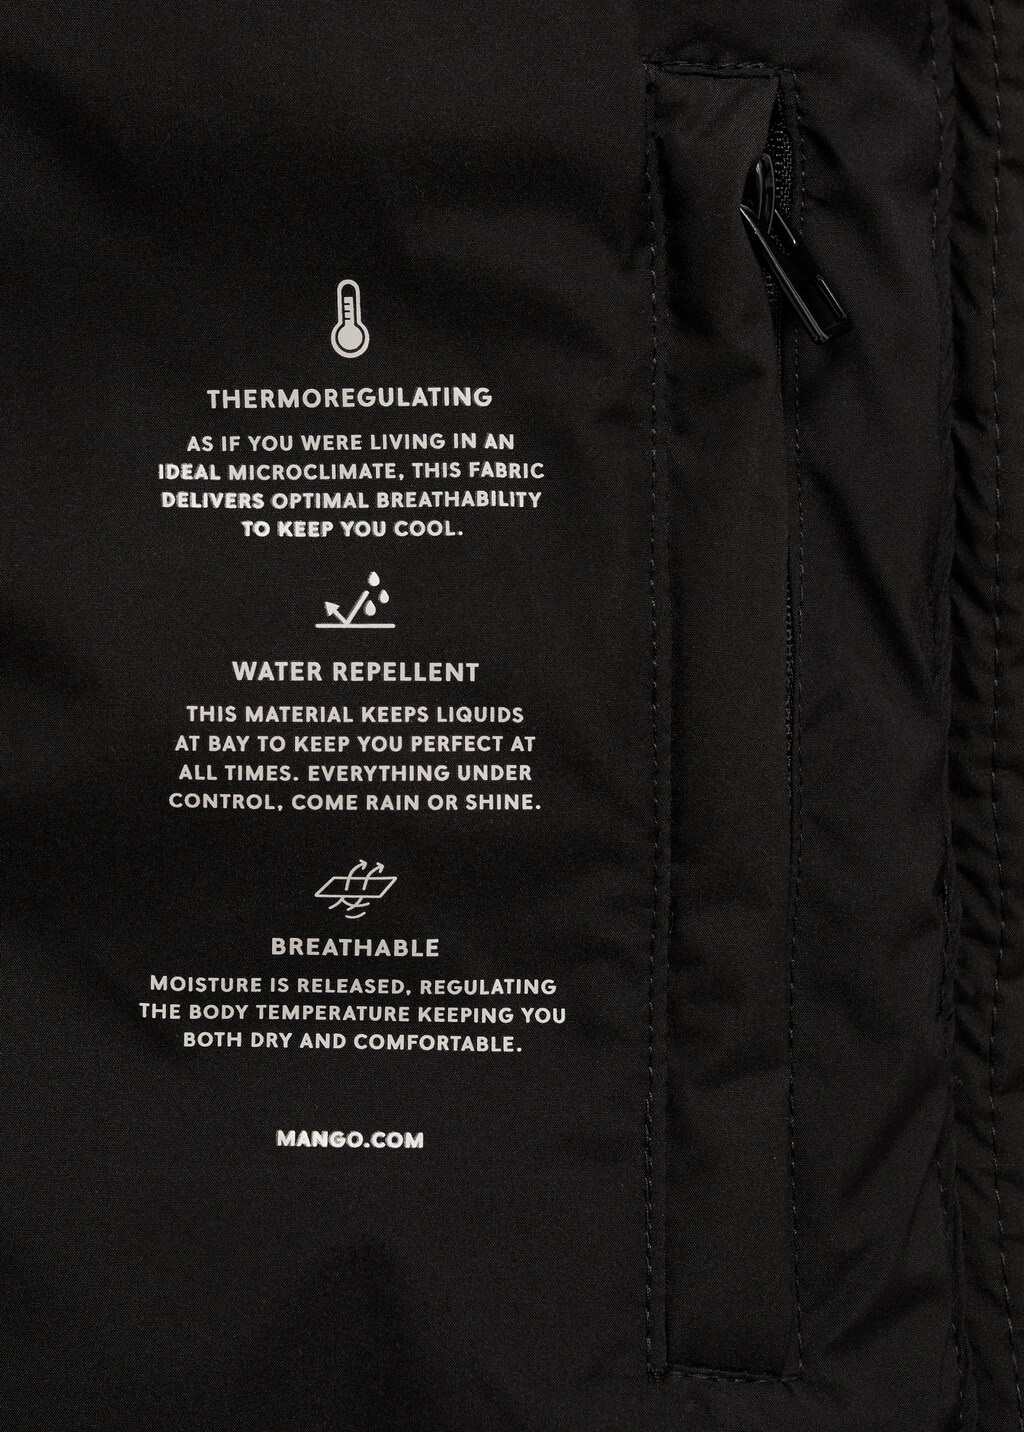 THERMOREGULATING
AS IF YOU WERE LIVING IN AN
IDEAL MICROCLIMATE, THIS FABRIC
DELIVERS OPTIMAL BREATHABILITY
TO KEEP YOU COOL.
WATER REPELLENT
THIS MATERIAL KEEPS LIQUIDS
AT BAY TO KEEP YOU PERFECT AT
ALL TIMES. EVERYTHING UNDER
CONTROL, COME RAIN OR SHINE.
BREATHABLE
MOISTURE IS RELEASED, REGULATING
THE BODY TEMPERATURE KEEPING YOU
BOTH DRY AND COMFORTABLE.
MANGO.COM